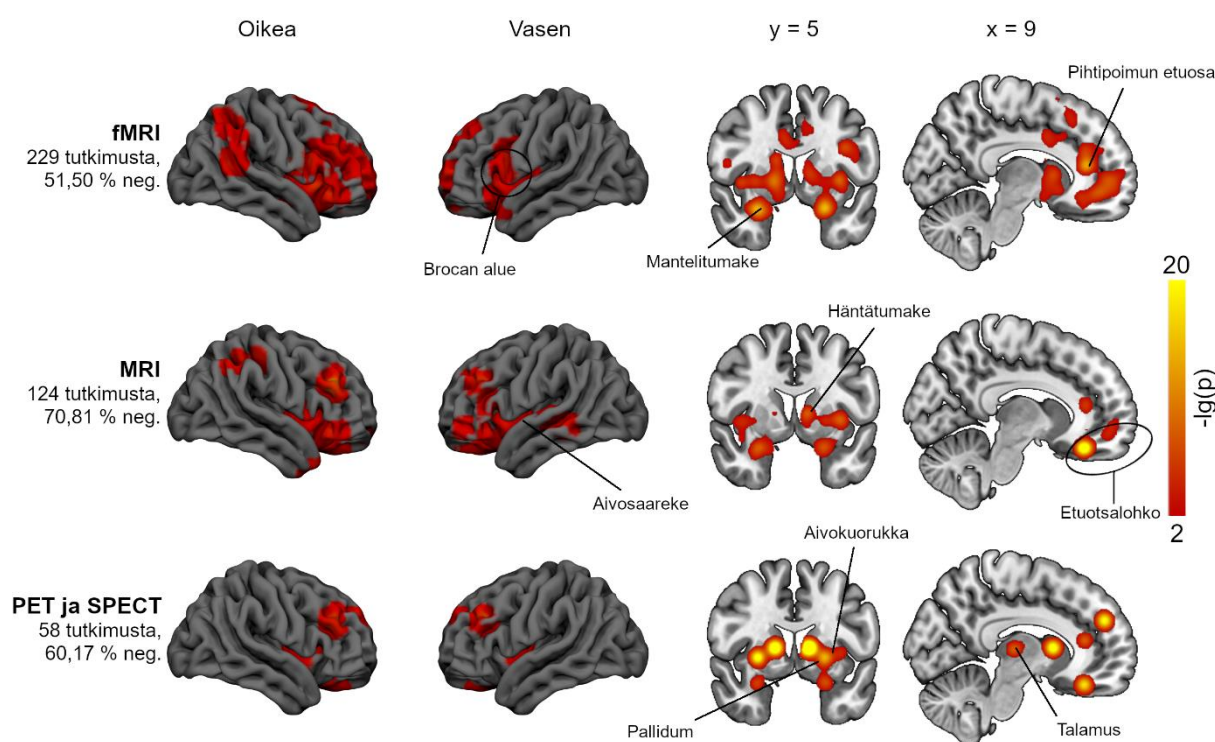 Oikea
Vasen
y = 5
x = 9
Pihtipoimun etuosa
fMRI
229 tutkimusta,
51,50 % neg.
Brocan alue
Mantelitumake
20
Häntätumake
MRI
124 tutkimusta,
70,81 % neg.
-lg(p)
Aivosaareke
Etuotsalohko
2
Aivokuorukka
PET ja SPECT
58 tutkimusta,
60,17 % neg.
Pallidum
Talamus